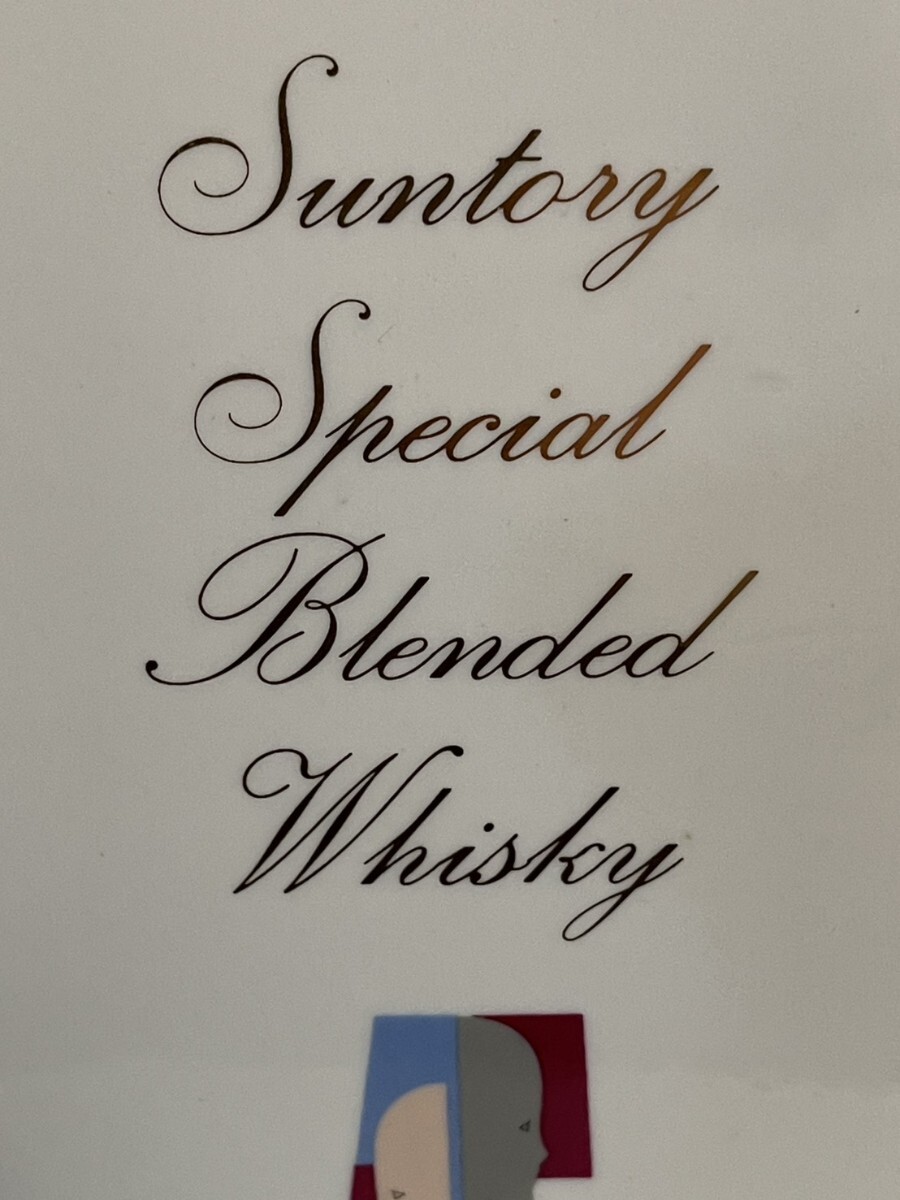 Suntory
Special
Blended
Whisky